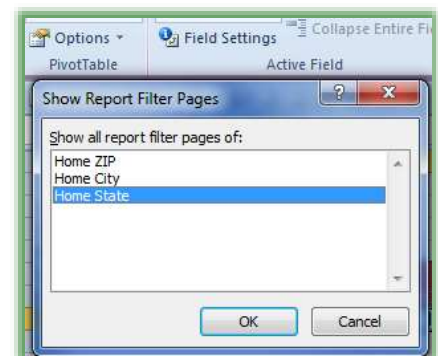 Options
Field Settings
Collapse Entire
PivotTable
Active Field
Show Report Filter Pages
Show all report filter pages of:
Home ZIP
Home City
Home State
OK
Cancel